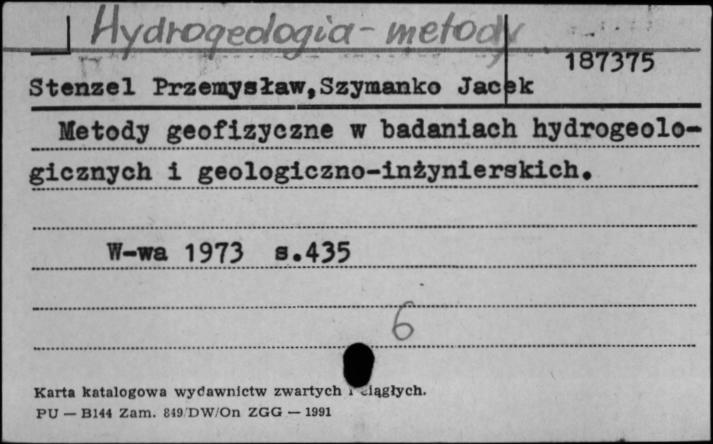 Hydrogeologia - metody
187375
Stenzel Przemysław,Szymanko Jacek
Metody geofizyczne w badaniach hydrogeolo-
gicznych i geologiczno-inżynierskich.
W-wa 1973 s.435
6
Karta katalogowa wydawnictw zwartych i ciągłych.
PU — B144 Zam. 849/DW/On ZGG — 1991